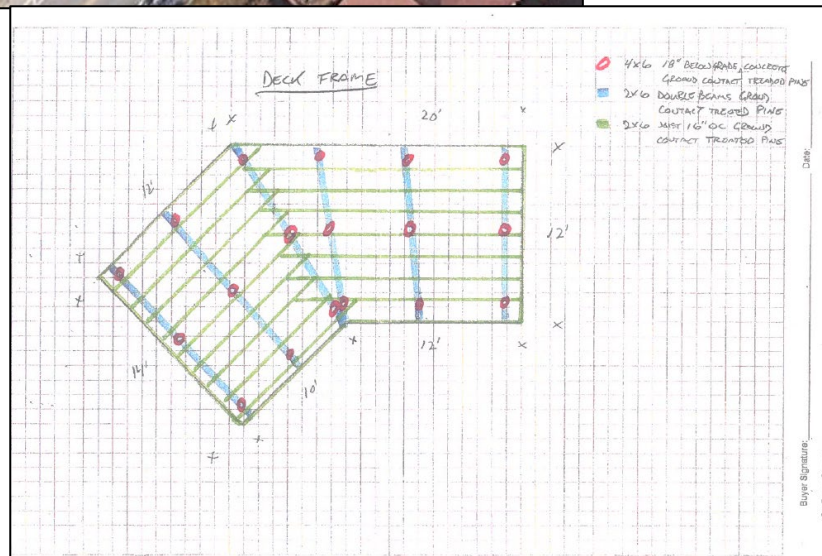 DECK FRAME
4x6 18" BELOW GRADE, CONCRETE
GROUND CONTACT TREATED PINE
2x6 DOUBLE BEAMS GROUND
CONTACT TREATED PINE
2x6 JOIST 16" OC GROUND
CONTACT TREATED PINE
20'
12'
12'
12'
10'
Date:
Buyer Signature: